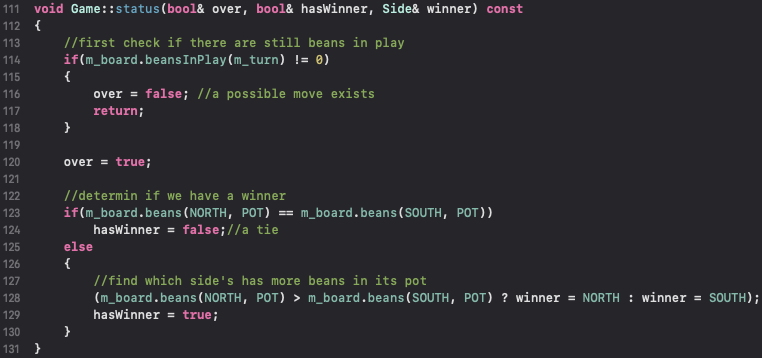 111 void Game::status(bool& over, bool& hasWinner, Side& winner) const
112 {
113     //first check if there are still beans in play
114     if(m_board.beansInPlay(m_turn) != 0)
115     {
116         over = false; //a possible move exists
117         return;
118     }
119
120     over = true;
121
122     //determin if we have a winner
123     if(m_board.beans(NORTH, POT) == m_board.beans(SOUTH, POT))
124         hasWinner = false;//a tie
125     else
126     {
127         //find which side's has more beans in its pot
128         (m_board.beans(NORTH, POT) > m_board.beans(SOUTH, POT) ? winner = NORTH : winner = SOUTH);
129         hasWinner = true;
130     }
131 }